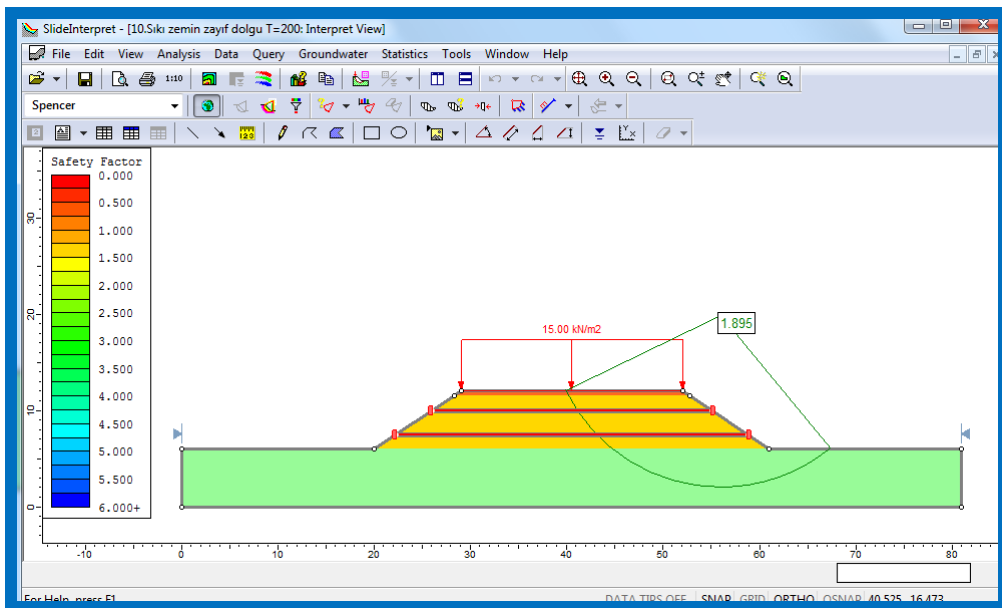 SlideInterpret - [10.Sıkı zemin zayıf dolgu T=200: Interpret View]
File Edit View Analysis Data Query Groundwater Statistics Tools Window Help
1:10
Spencer
120
Safety Factor
0.000
0.500
1.000
1.500
2.000
2.500
3.000
3.500
4.000
4.500
5.000
5.500
6.000+
30
20
10
0
15.00 kN/m2
1.895
-10 0 10 20 30 40 50 60 70 80
For Help, press F1
DATA TIPS OFF SNAP GRID ORTHO OSNAP 40.525, 16.473